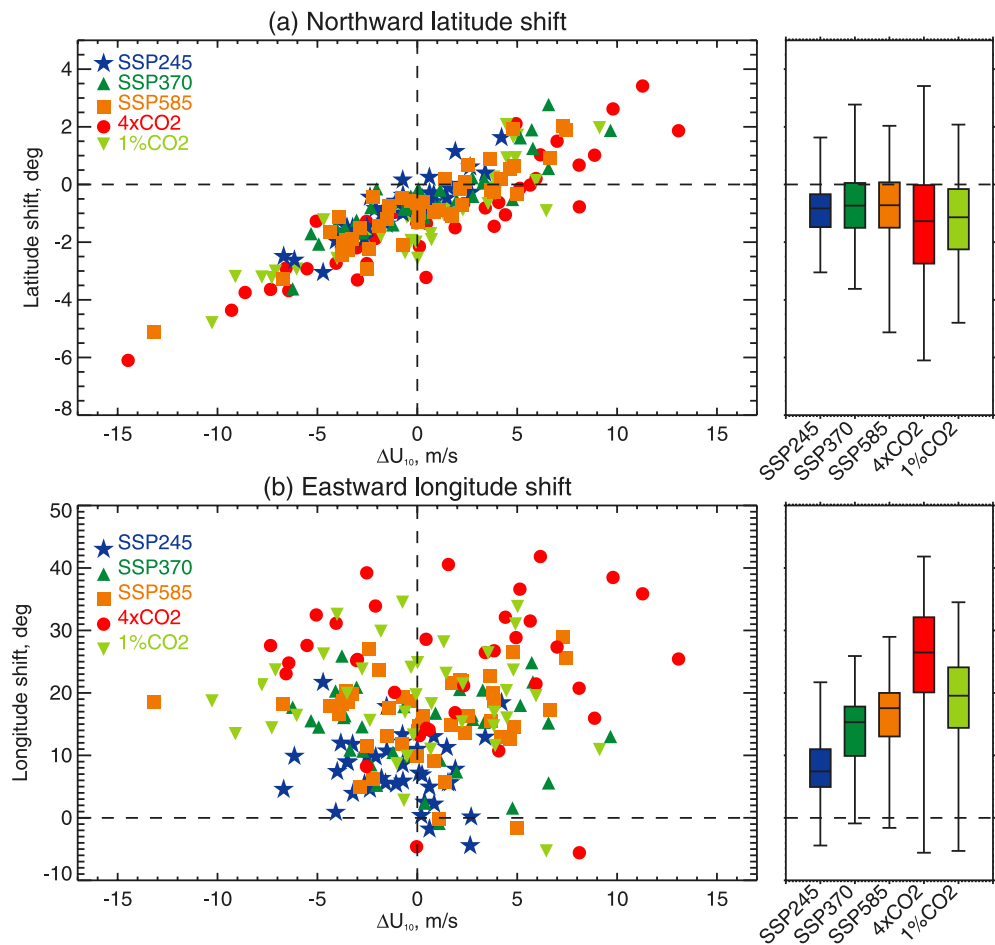 (a) Northward latitude shift
4
2
0
-2
-4
-6
-8
Latitude shift, deg
SSP245
SSP370
SSP585
4xCO2
1%CO2
-15
-10
-5
0
5
10
15
ΔU₁₀, m/s
SSP245
SSP370
SSP585
4xCO2
1%CO2
(b) Eastward longitude shift
50
40
30
20
10
0
-10
Longitude shift, deg
SSP245
SSP370
SSP585
4xCO2
1%CO2
-15
-10
-5
0
5
10
15
ΔU₁₀, m/s
SSP245
SSP370
SSP585
4xCO2
1%CO2